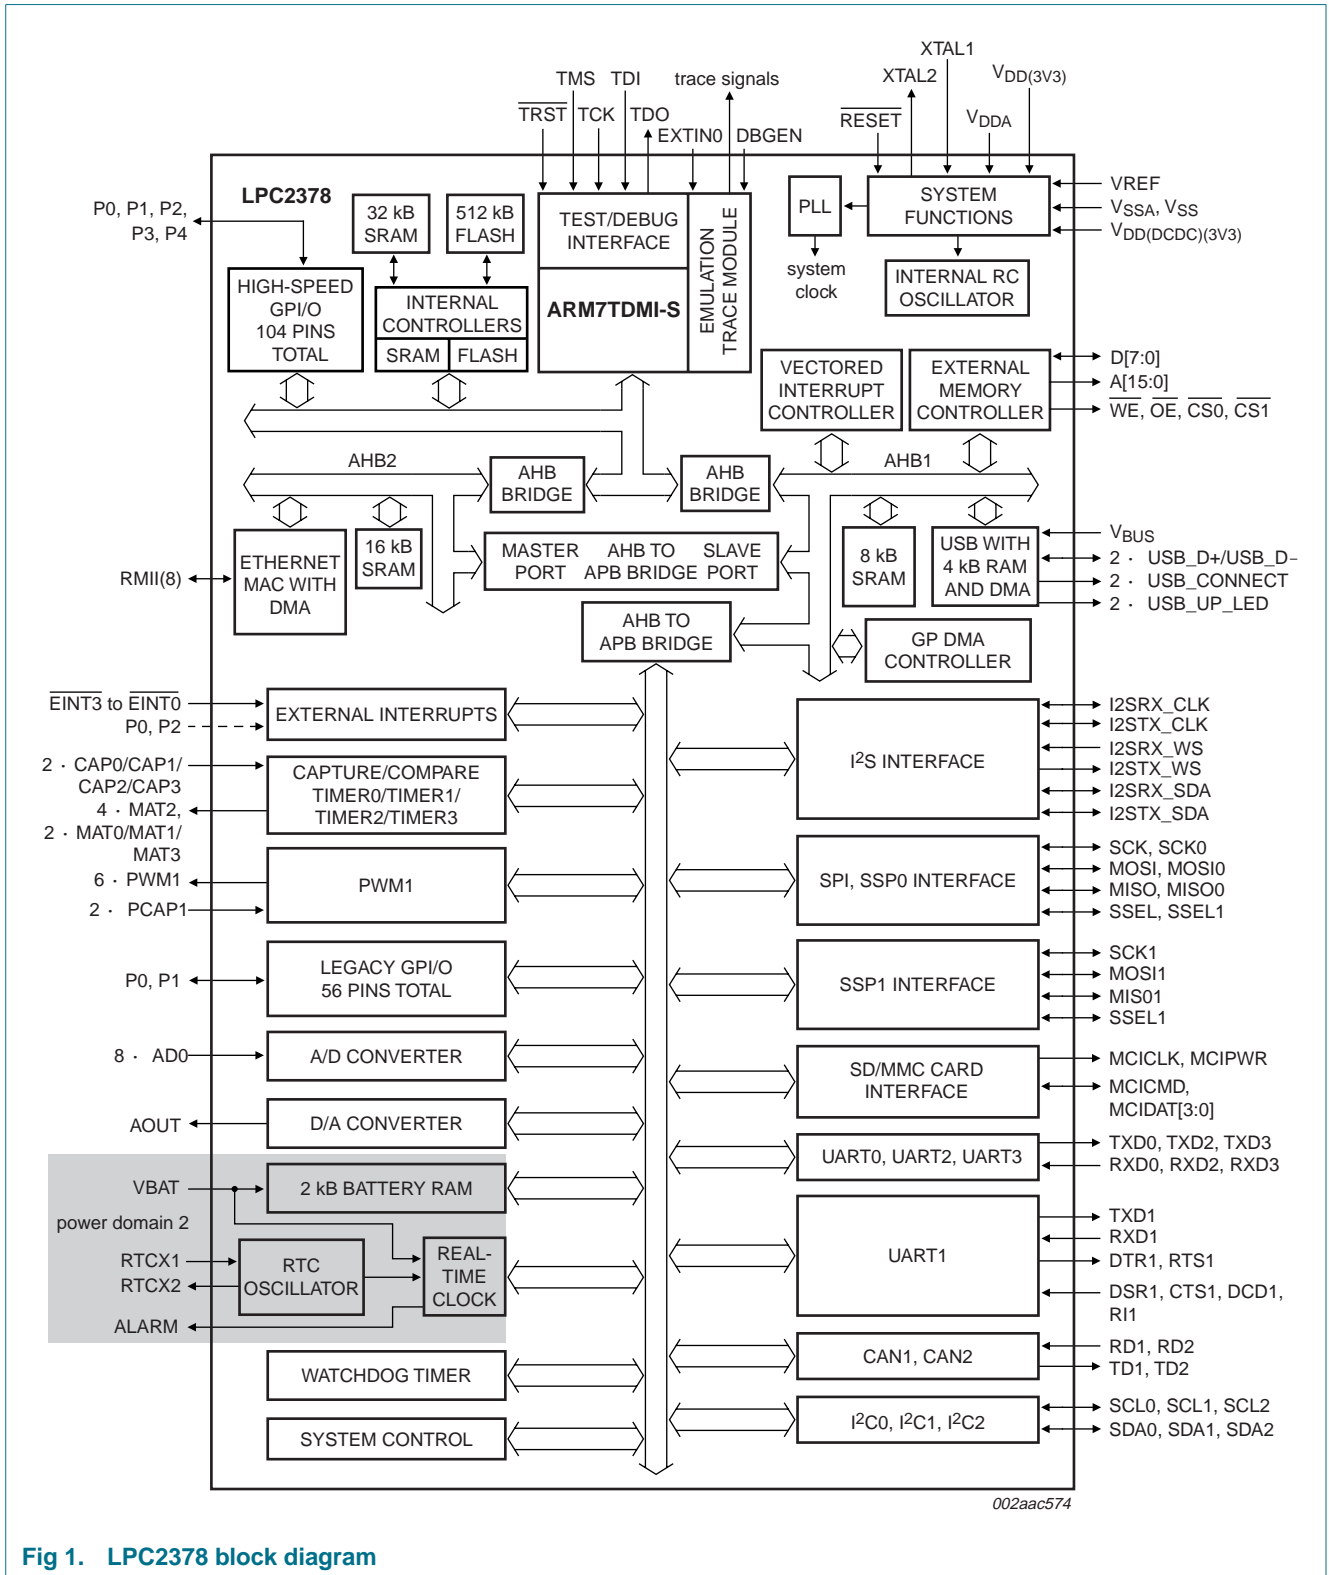 XTAL1
XTAL2
VDD(3V3)
TMS
TDI
trace signals
TRST
TCK
TDO
EXTIN0
DBGEN
RESET
VDDA
LPC2378
P0, P1, P2,
P3, P4
32 kB
SRAM
512 kB
FLASH
TEST/DEBUG
INTERFACE
EMULATION
TRACE MODULE
PLL
SYSTEM
FUNCTIONS
VREF
VSSA, VSS
VDD(DCDC)(3V3)
system
clock
INTERNAL RC
OSCILLATOR
HIGH-SPEED
GPI/O
104 PINS
TOTAL
INTERNAL
CONTROLLERS
SRAM
FLASH
ARM7TDMI-S
VECTORED
INTERRUPT
CONTROLLER
EXTERNAL
MEMORY
CONTROLLER
D[7:0]
A[15:0]
WE, OE, CS0, CS1
AHB2
AHB
BRIDGE
AHB
BRIDGE
AHB1
ETHERNET
MAC WITH
DMA
RMII(8)
16 kB
SRAM
MASTER
PORT
AHB TO
APB BRIDGE
SLAVE
PORT
8 kB
SRAM
USB WITH
4 kB RAM
AND DMA
VBUS
2 · USB_D+/USB_D−
2 · USB_CONNECT
2 · USB_UP_LED
AHB TO
APB BRIDGE
GP DMA
CONTROLLER
EINT3 to EINT0
P0, P2
EXTERNAL INTERRUPTS
2 · CAP0/CAP1/
CAP2/CAP3
4 · MAT2,
2 · MAT0/MAT1/
MAT3
CAPTURE/COMPARE
TIMER0/TIMER1/
TIMER2/TIMER3
6 · PWM1
2 · PCAP1
PWM1
P0, P1
LEGACY GPI/O
56 PINS TOTAL
8 · AD0
A/D CONVERTER
AOUT
D/A CONVERTER
VBAT
2 kB BATTERY RAM
power domain 2
RTCX1
RTCX2
RTC
OSCILLATOR
REAL-
TIME
CLOCK
ALARM
WATCHDOG TIMER
SYSTEM CONTROL
I2S INTERFACE
I2SRX_CLK
I2STX_CLK
I2SRX_WS
I2STX_WS
I2SRX_SDA
I2STX_SDA
SPI, SSP0 INTERFACE
SCK, SCK0
MOSI, MOSI0
MISO, MISO0
SSEL, SSEL1
SSP1 INTERFACE
SCK1
MOSI1
MIS01
SSEL1
SD/MMC CARD
INTERFACE
MCICLK, MCIPWR
MCICMD,
MCIDAT[3:0]
UART0, UART2, UART3
TXD0, TXD2, TXD3
RXD0, RXD2, RXD3
UART1
TXD1
RXD1
DTR1, RTS1
DSR1, CTS1, DCD1,
RI1
CAN1, CAN2
RD1, RD2
TD1, TD2
I2C0, I2C1, I2C2
SCL0, SCL1, SCL2
SDA0, SDA1, SDA2
002aac574
Fig 1. LPC2378 block diagram